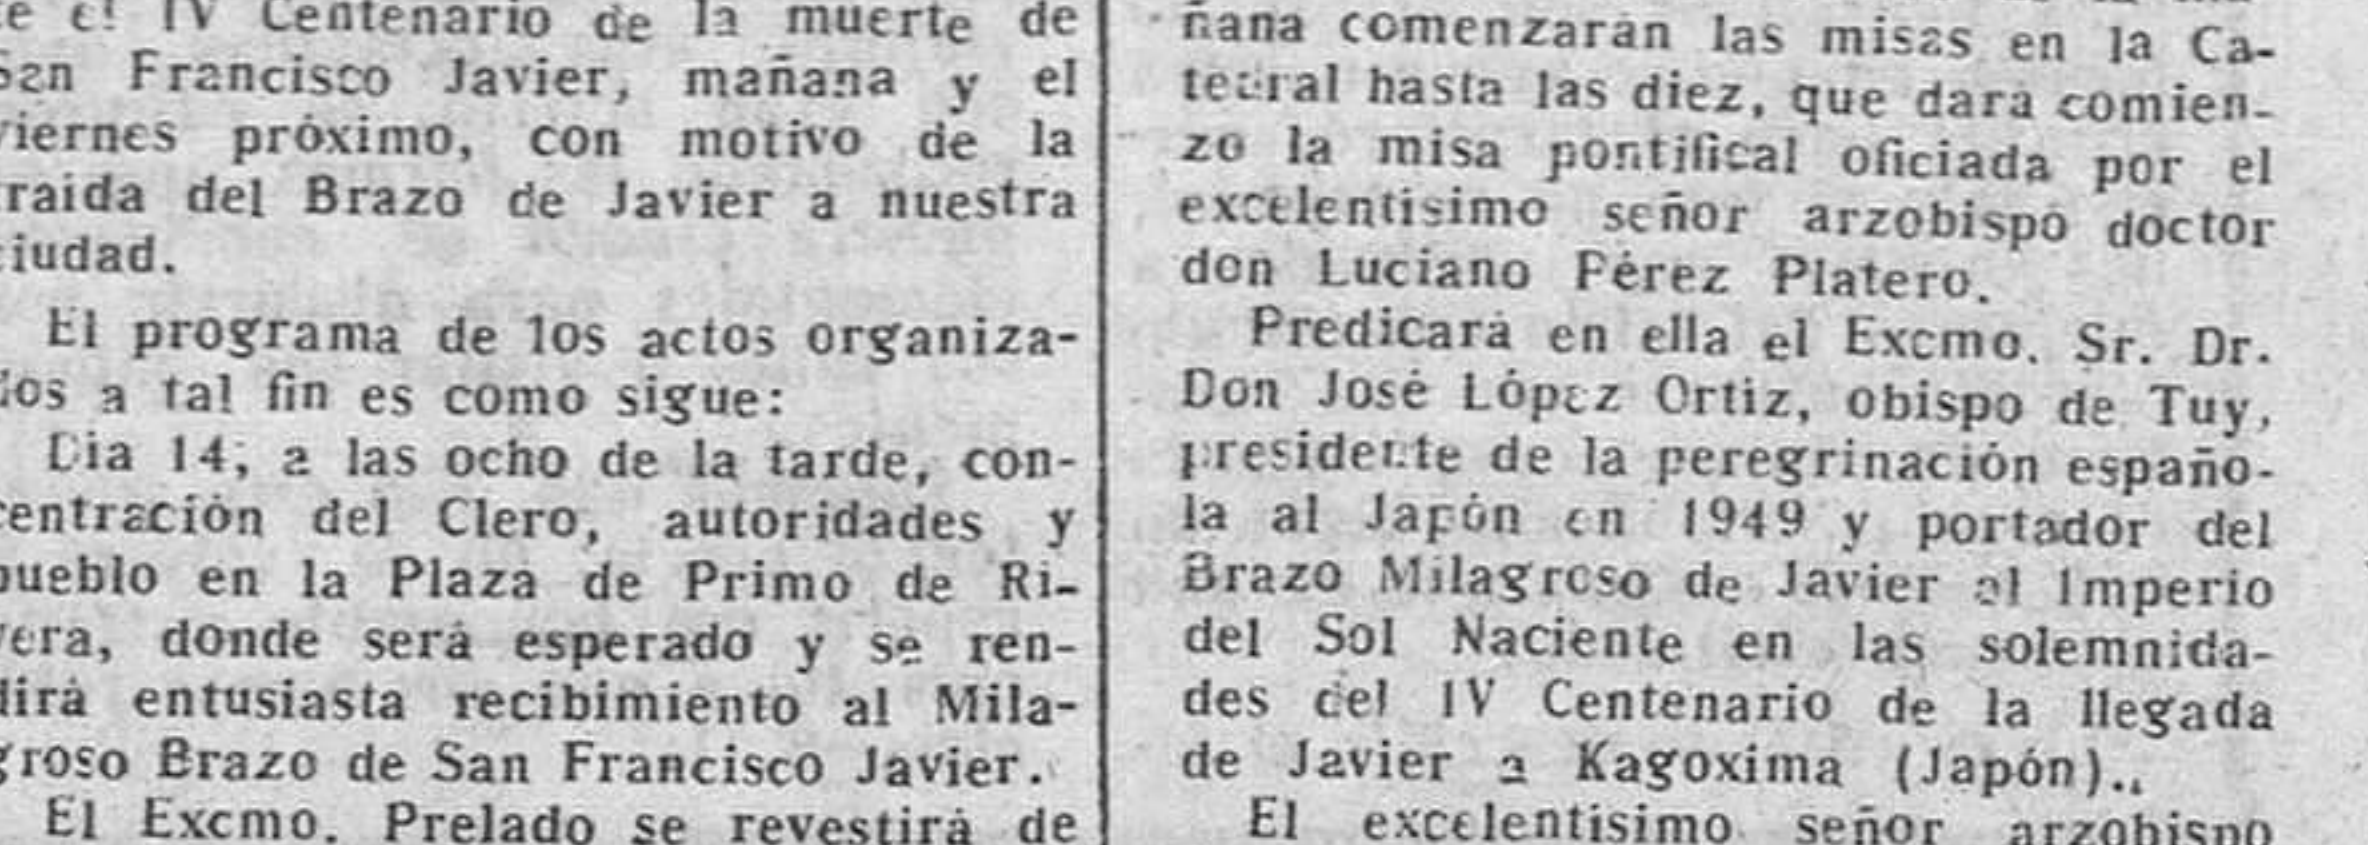 el IV Centenario de la muerte de
San Francisco Javier, mañana y el
viernes próximo, con motivo de la
traida del Brazo de Javier a nuestra
ciudad.
El programa de los actos organiza-
dos a tal fin es como sigue:
Dia 14; a las ocho de la tarde, con-
centración del Clero, autoridades y
pueblo en la Plaza de Primo de Ri-
vera, donde será esperado y se ren-
dirá entusiasta recibimiento al Mila-
groso Brazo de San Francisco Javier.
El Excmo. Prelado se revestirá de
ñana comenzarán las misas en la Ca-
tedral hasta las diez, que dará comien-
zo la misa pontifical oficiada por el
excelentisimo señor arzobispo doctor
don Luciano Pérez Platero.
Predicará en ella el Excmo. Sr. Dr.
Don José López Ortiz, obispo de Tuy,
presidente de la peregrinación españo-
la al Japón en 1949 y portador del
Brazo Milagroso de Javier al Imperio
del Sol Naciente en las solemnida-
des del IV Centenario de la llegada
de Javier a Kagoxima (Japón)..
El excelentísimo señor arzobispo